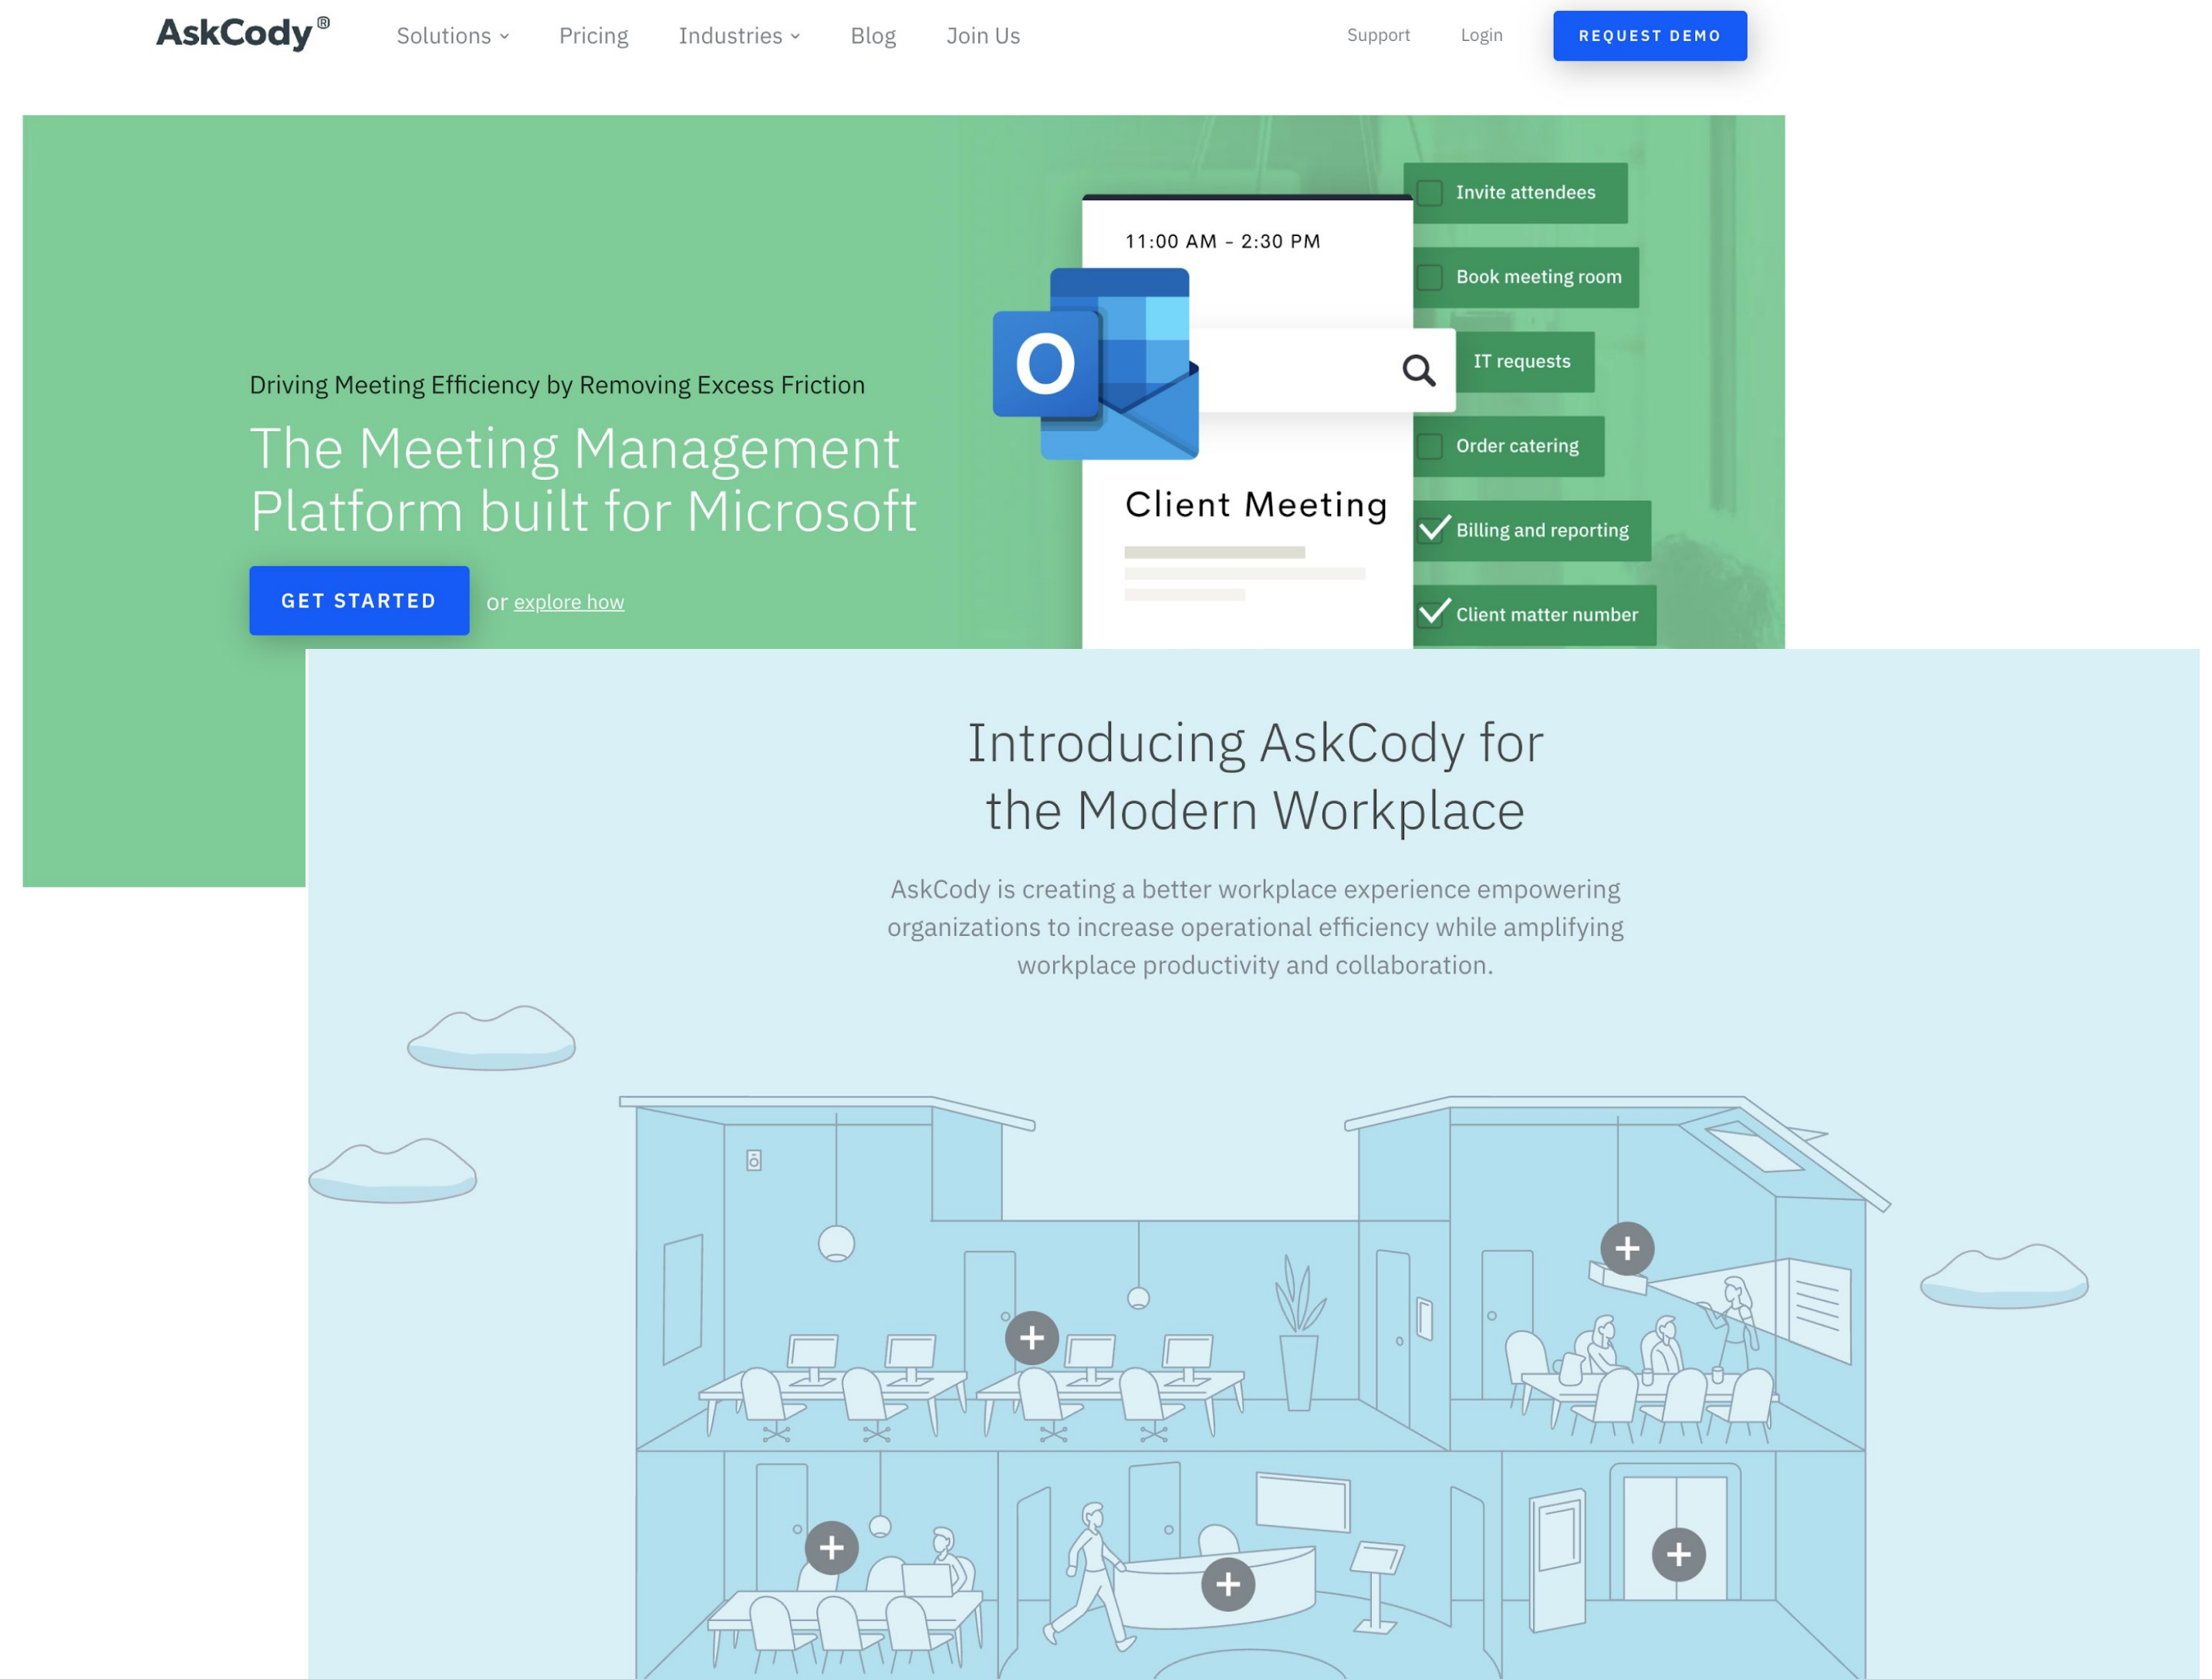 AskCody®
Solutions
Pricing
Industries
Blog
Join Us
Support
Login
REQUEST DEMO
Driving Meeting Efficiency by Removing Excess Friction
The Meeting Management
Platform built for Microsoft
GET STARTED
or explore how
11:00 AM - 2:30 PM
O
Client Meeting
Invite attendees
Book meeting room
IT requests
Order catering
Billing and reporting
Client matter number
Introducing AskCody for
the Modern Workplace
AskCody is creating a better workplace experience empowering
organizations to increase operational efficiency while amplifying
workplace productivity and collaboration.